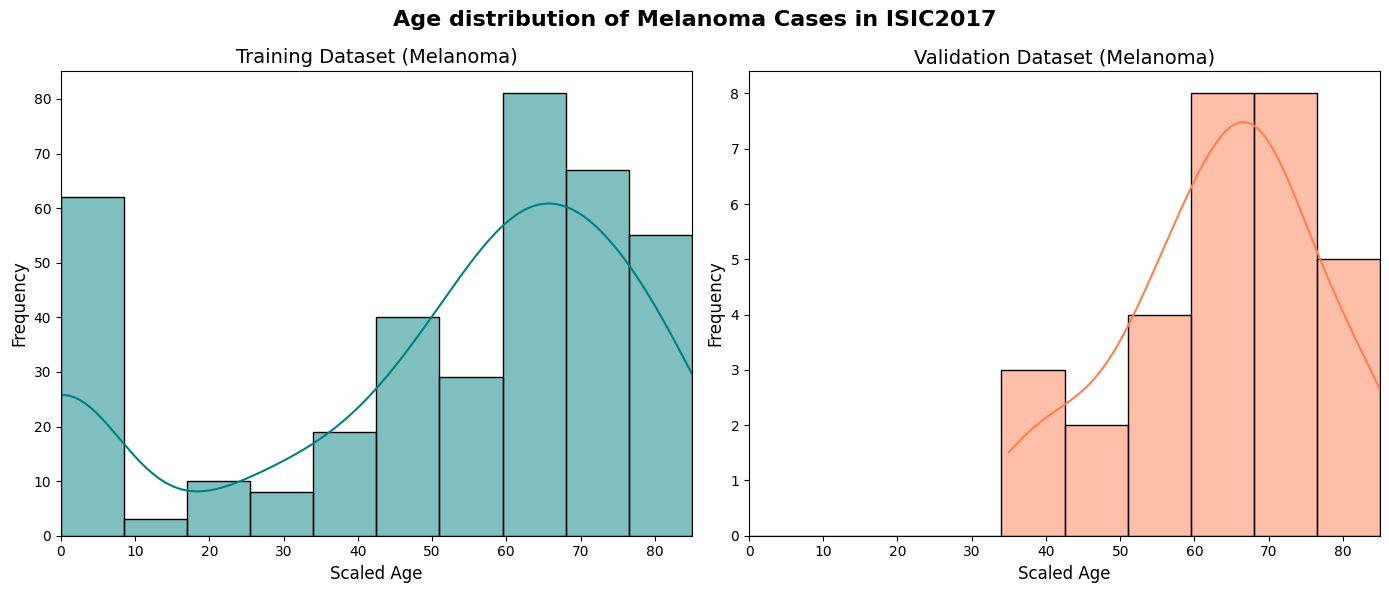 Age distribution of Melanoma Cases in ISIC2017
Training Dataset (Melanoma)
Frequency
80
70
60
50
40
30
20
10
0
0 10 20 30 40 50 60 70 80
Scaled Age
Validation Dataset (Melanoma)
Frequency
8
7
6
5
4
3
2
1
0
0 10 20 30 40 50 60 70 80
Scaled Age